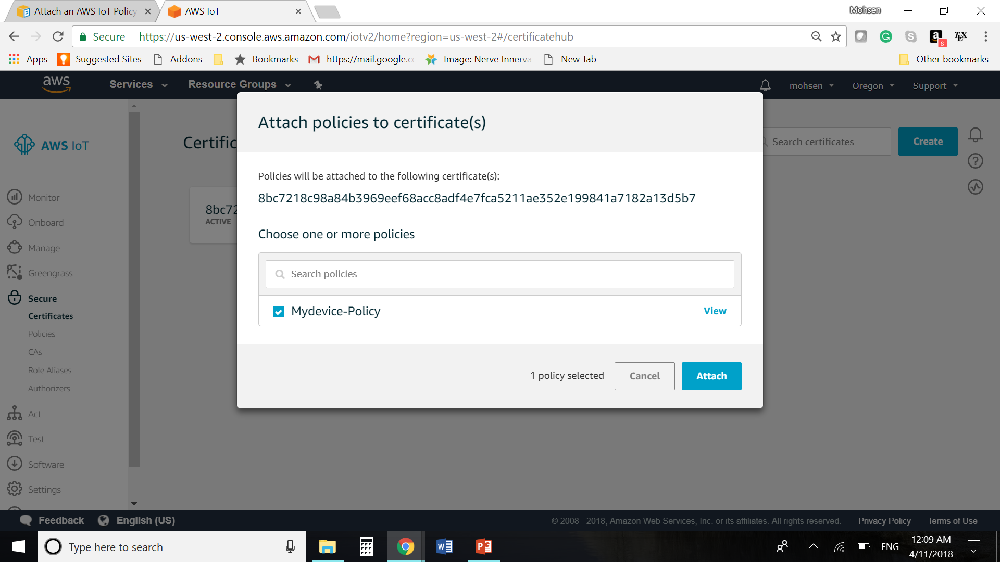 Attach an AWS IoT Policy
AWS IoT
Mohsen
Secure
https://us-west-2.console.aws.amazon.com/iotv2/home?region=us-west-2#/certificatehub
8
TEX
Apps
Suggested Sites
Addons
Bookmarks
https://mail.google.co
Image: Nerve Innerva
New Tab
Other bookmarks
aws
Services
Resource Groups
mohsen
Oregon
Support
Attach policies to certificate(s)
AWS IoT
Certific
Search certificates
Create
Policies will be attached to the following certificate(s):
8bc7218c98a84b3969eef68acc8adf4e7fca5211ae352e199841a7182a13d5b7
Monitor
8bc72
ACTIVE
Onboard
Choose one or more policies
Manage
Greengrass
Search policies
Secure
Certificates
Mydevice-Policy
View
Policies
CAs
Role Aliases
1 policy selected
Cancel
Attach
Authorizers
Act
Test
Software
Settings
Feedback
English (US)
© 2008 - 2018, Amazon Web Services, Inc. or its affiliates. All rights reserved.
Privacy Policy
Terms of Use
Type here to search
ENG
12:09 AM
4/11/2018